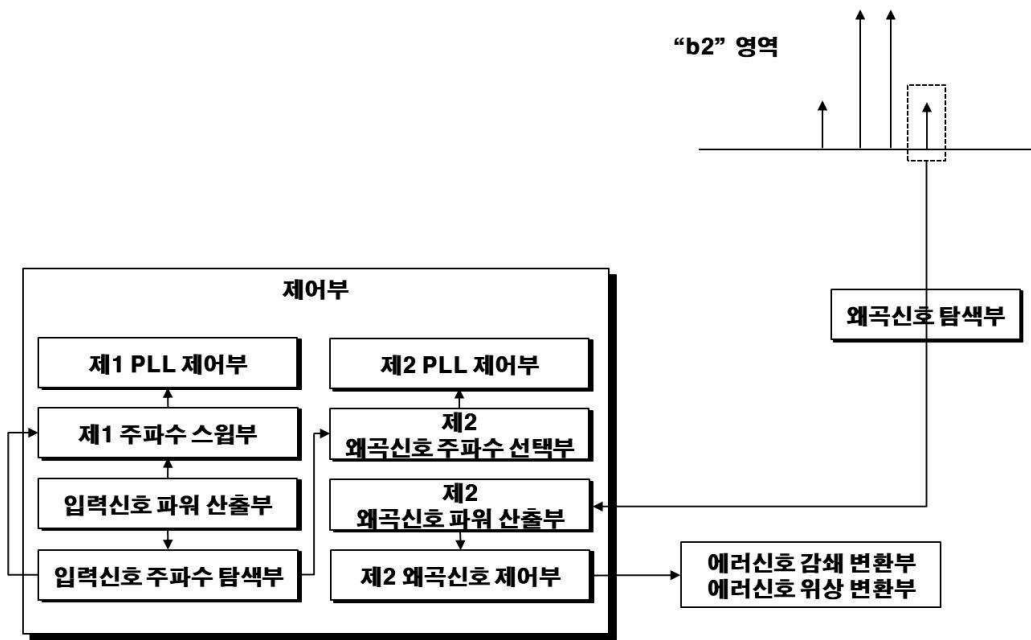 “b2” 영역
왜곡신호 탐색부
제어부
제1 PLL 제어부
제1 주파수 스윕부
입력신호 파워 산출부
입력신호 주파수 탐색부
제2 PLL 제어부
제2
왜곡신호 주파수 선택부
제2
왜곡신호 파워 산출부
제2 왜곡신호 제어부
에러신호 감쇄 변환부
에러신호 위상 변환부